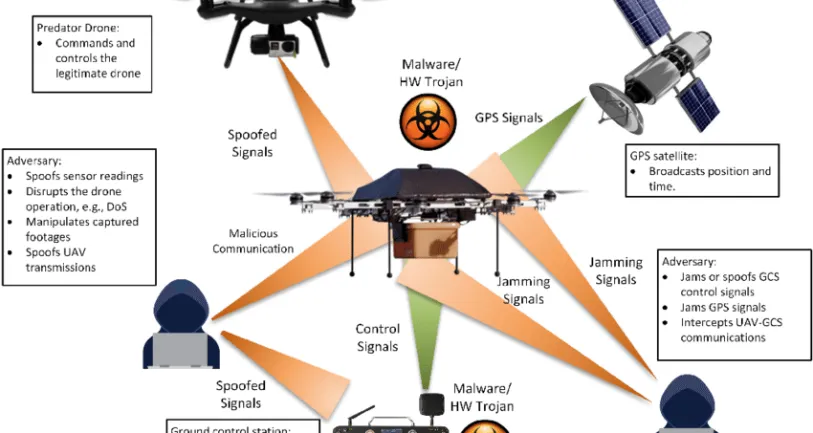 Predator Drone:
• Commands and
controls the
legitimate drone
Malware/
HW Trojan
GPS Signals
Spoofed
Signals
GPS satellite:
• Broadcasts position and
time.
Adversary:
• Spoofs sensor readings
• Disrupts the drone
operation, e.g., DoS
• Manipulates captured
footages
• Spoofs UAV
transmissions
Malicious
Communication
Jamming
Signals
Jamming
Signals
Adversary:
• Jams or spoofs GCS
control signals
• Jams GPS signals
• Intercepts UAV-GCS
communications
Control
Signals
Spoofed
Signals
Malware/
HW Trojan
Ground control station: